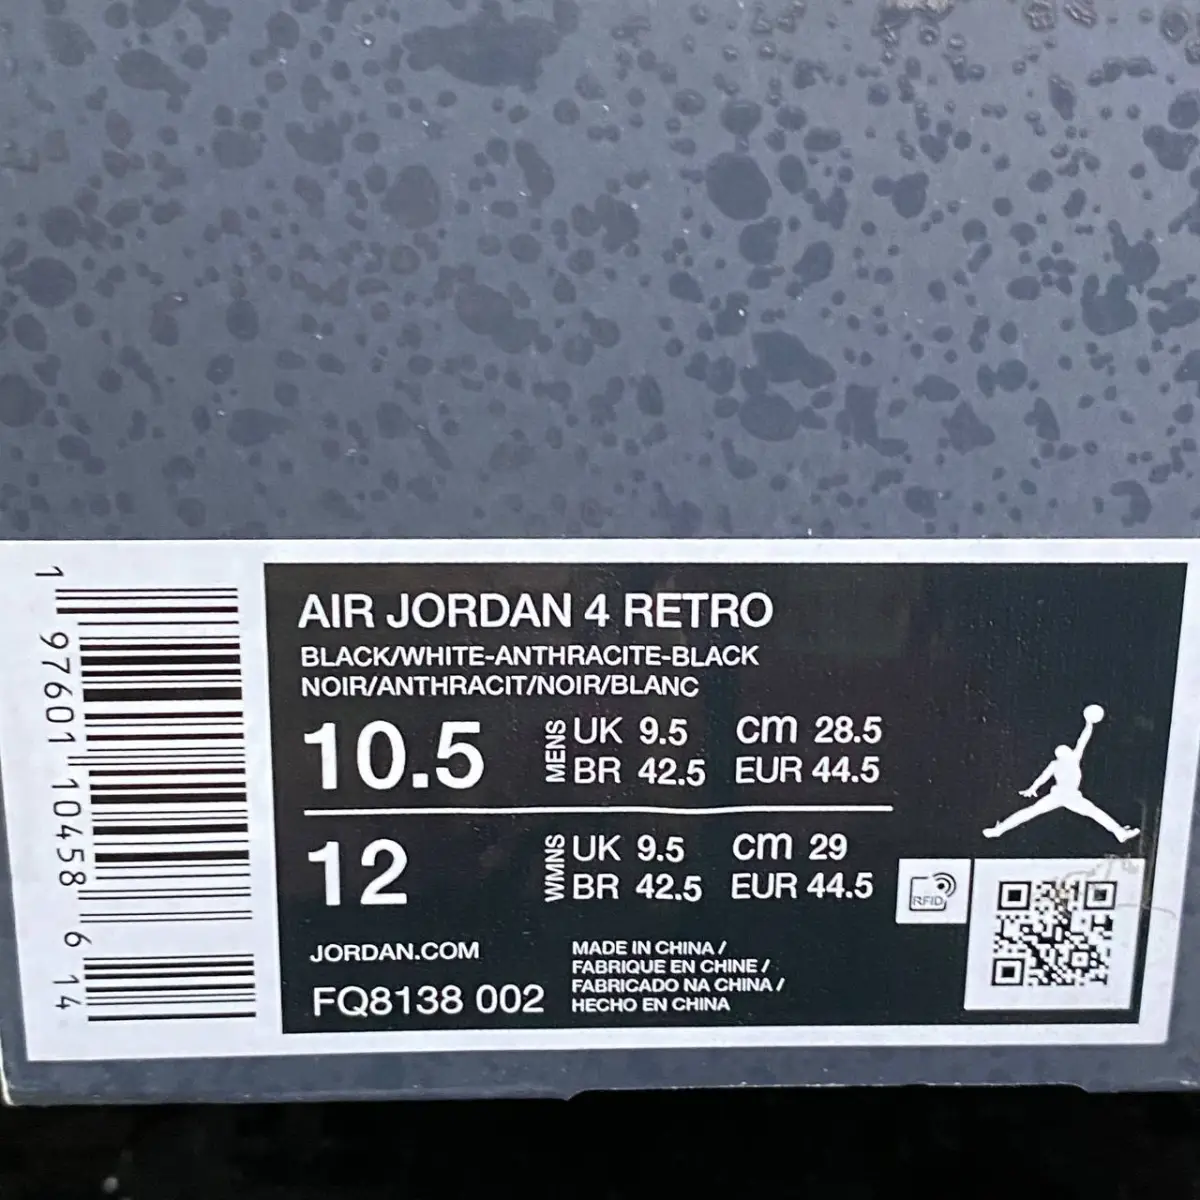 AIR JORDAN 4 RETRO
BLACK/WHITE-ANTHRACITE-BLACK
NOIR/ANTHRACIT/NOIR/BLANC
10.5 MENS UK 9.5 CM 28.5
BR 42.5 EUR 44.5
12 WMNS UK 9.5 CM 29
BR 42.5 EUR 44.5
RFID
JORDAN.COM
FQ8138 002
MADE IN CHINA /
FABRIQUE EN CHINE /
FABRICADO NA CHINA /
HECHO EN CHINA
1 97601 10458 6 14